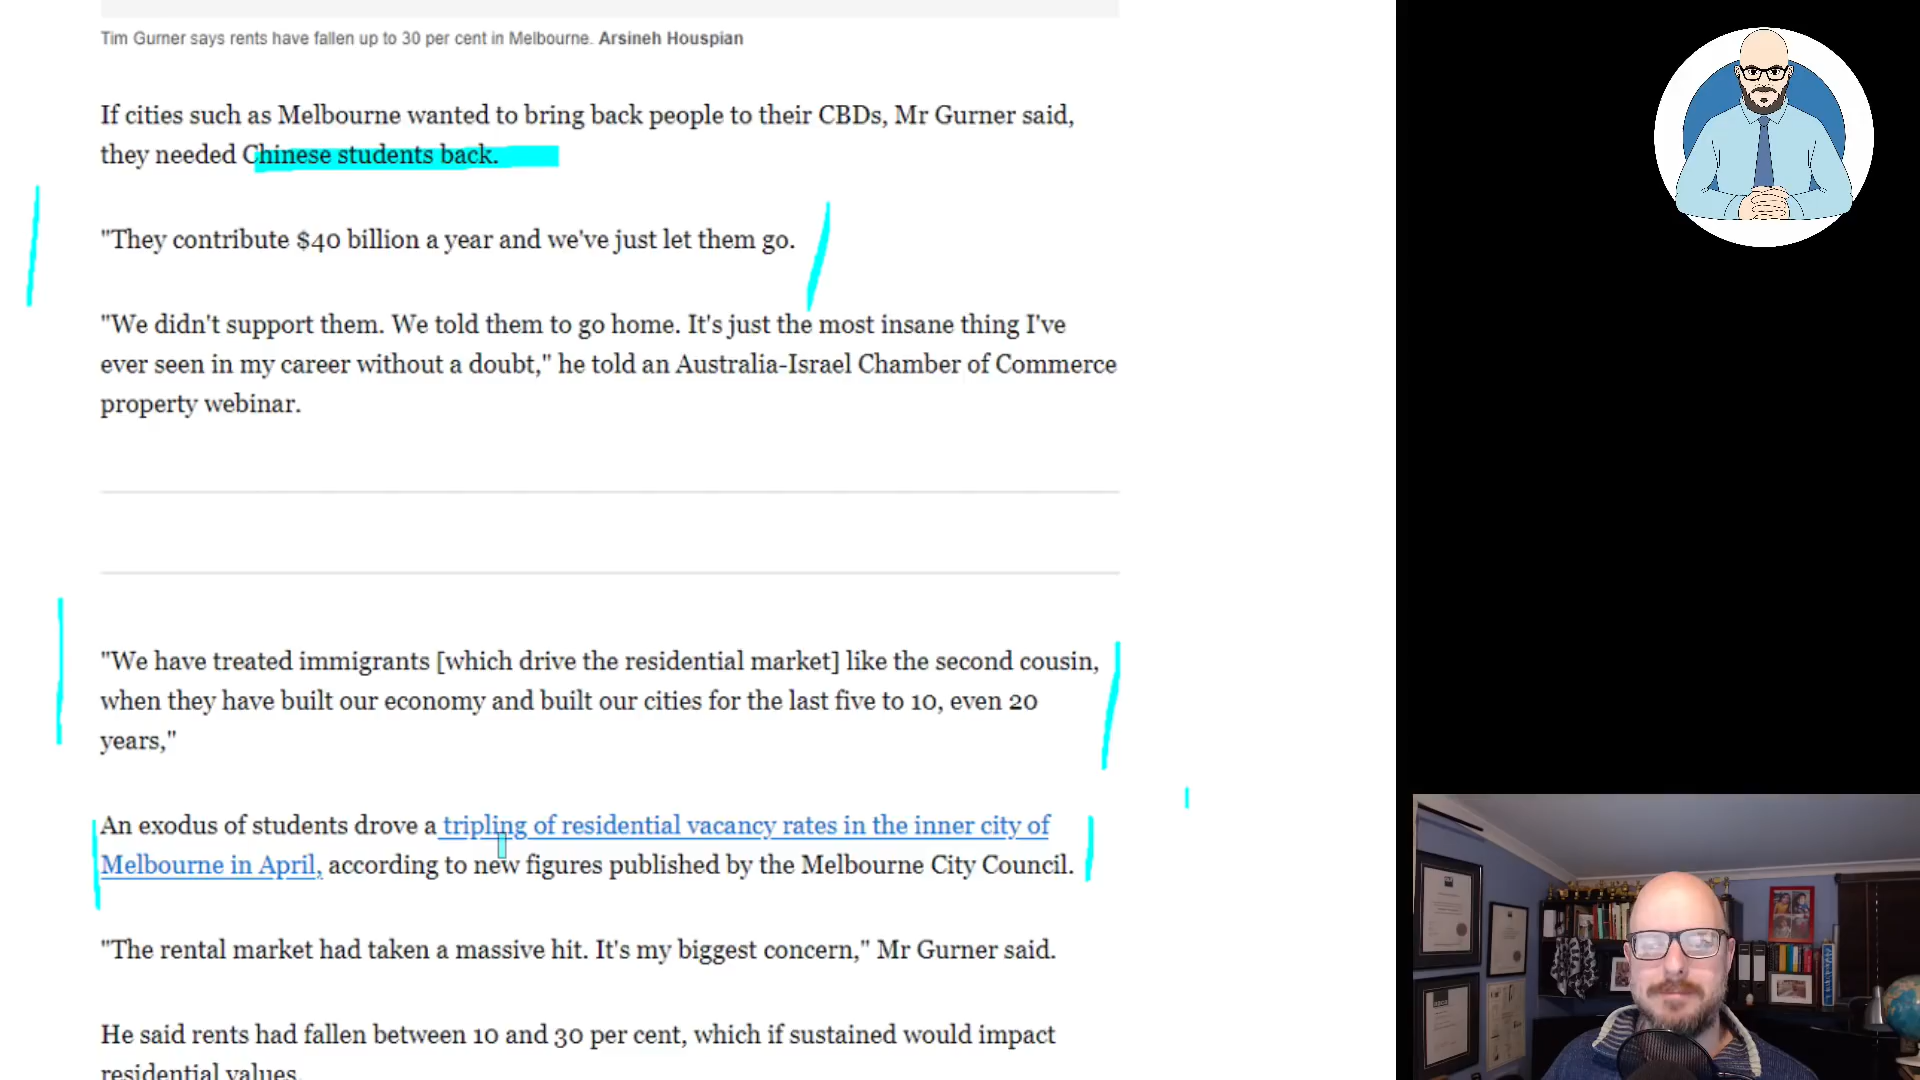 Tim Gurner says rents have fallen up to 30 per cent in Melbourne. Arsineh Houspian
If cities such as Melbourne wanted to bring back people to their CBDs, Mr Gurner said,
they needed Chinese students back.
"They contribute $40 billion a year and we've just let them go.
"We didn't support them. We told them to go home. It's just the most insane thing I've
ever seen in my career without a doubt," he told an Australia-Israel Chamber of Commerce
property webinar.
"We have treated immigrants [which drive the residential market] like the second cousin,
when they have built our economy and built our cities for the last five to 10, even 20
years,"
An exodus of students drove a tripling of residential vacancy rates in the inner city of
Melbourne in April, according to new figures published by the Melbourne City Council.
"The rental market had taken a massive hit. It's my biggest concern," Mr Gurner said.
He said rents had fallen between 10 and 30 per cent, which if sustained would impact
residential values.